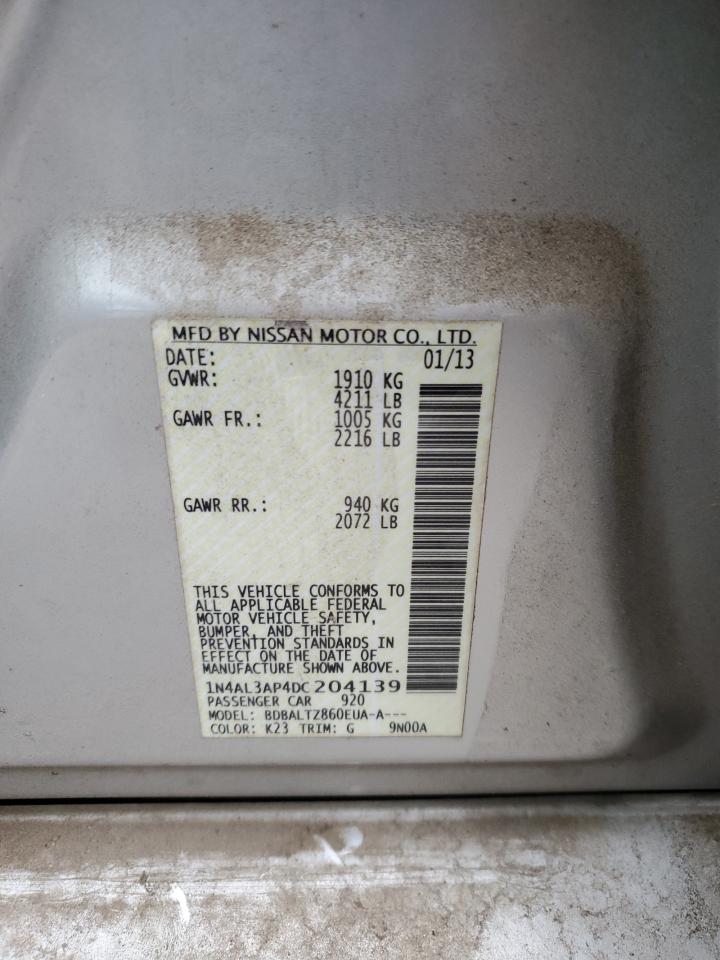 MFD BY NISSAN MOTOR CO., LTD.
DATE: 01/13
GVWR: 1910 KG
4211 LB
GAWR FR.: 1005 KG
2216 LB
GAWR RR.: 940 KG
2072 LB
THIS VEHICLE CONFORMS TO
ALL APPLICABLE FEDERAL
MOTOR VEHICLE SAFETY,
BUMPER, AND THEFT
PREVENTION STANDARDS IN
EFFECT ON THE DATE OF
MANUFACTURE SHOWN ABOVE.
1N4AL3AP4DC204139
PASSENGER CAR 920
MODEL: BDBALTZ860EUA-A---
COLOR: K23 TRIM: G 9N00A